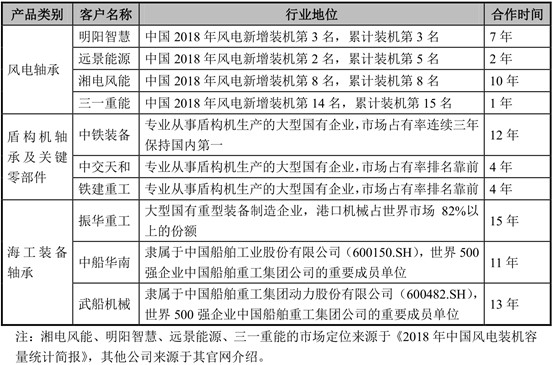 产品类别 客户名称 行业地位 合作时间
风电轴承
明阳智慧 中国 2018 年风电新增装机第 3 名，累计装机第 3 名 7 年
远景能源 中国 2018 年风电新增装机第 2 名，累计装机第 5 名 2 年
湘电风能 中国 2018 年风电新增装机第 8 名，累计装机第 8 名 10 年
三一重能 中国 2018 年风电新增装机第 14 名，累计装机第 15 名 1 年
盾构机轴
承及关键
零部件
中铁装备 专业从事盾构机生产的大型国有企业，市场占有率连续三年
保持国内第一 12 年
中交天和 专业从事盾构机生产的大型国有企业，市场占有率排名靠前 4 年
铁建重工 专业从事盾构机生产的大型国有企业，市场占有率排名靠前 4 年
海工装备
轴承
振华重工 大型国有重型装备制造企业，港口机械占世界市场 82%以
上的份额 15 年
中船华南 隶属于中国船舶工业股份有限公司（600150.SH），世界 500
强企业中国船舶重工集团公司的重要成员单位 11 年
武船机械 隶属于中国船舶重工集团动力股份有限公司（600482.SH），
世界 500 强企业中国船舶重工集团公司的重要成员单位 13 年
注：湘电风能、明阳智慧、远景能源、三一重能的市场定位来源于《2018 年中国风电装机容
量统计简报》，其他公司来源于其官网介绍。